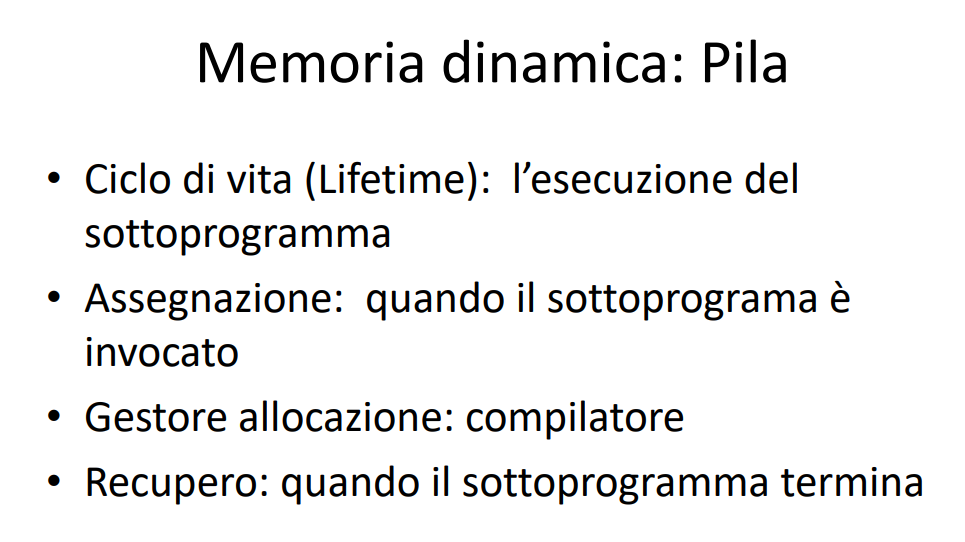 Memoria dinamica: Pila
• Ciclo di vita (Lifetime):  l’esecuzione del
sottoprogramma
• Assegnazione:  quando il sottoprograma è
invocato
• Gestore allocazione: compilatore
• Recupero: quando il sottoprogramma termina